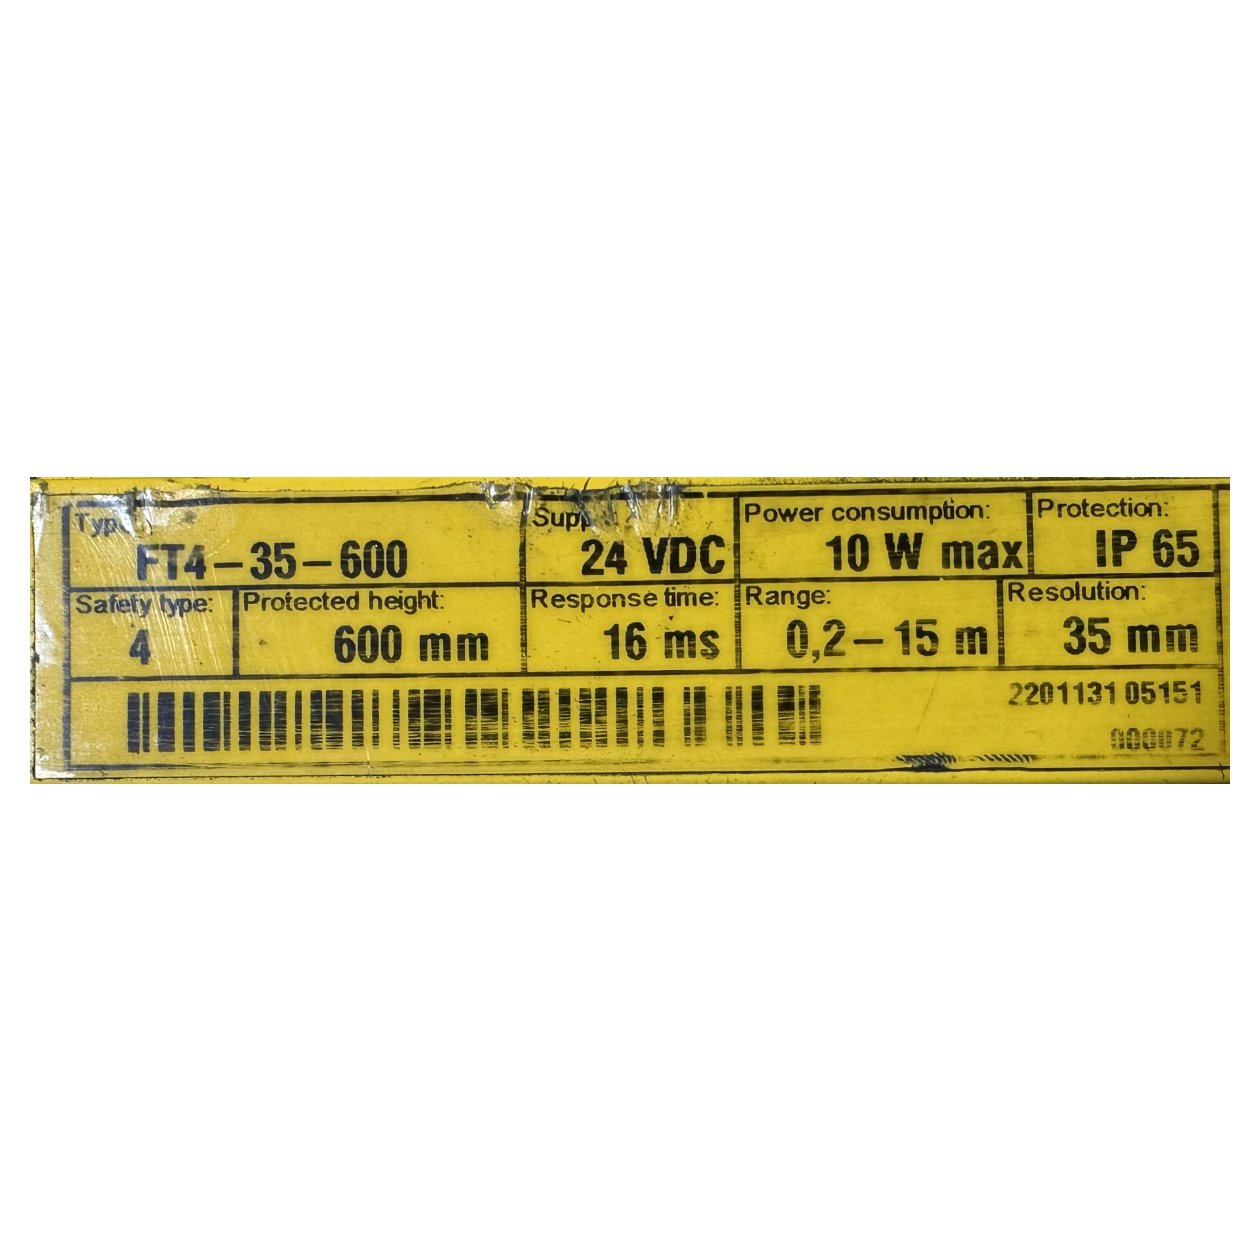 Type
FT4-35-600
Supp
24 VDC
Power consumption:
10 W max
Protection:
IP 65
Safety type:
4
Protected height:
600 mm
Response time:
16 ms
Range:
0,2-15 m
Resolution:
35 mm
2201131 05151
000072